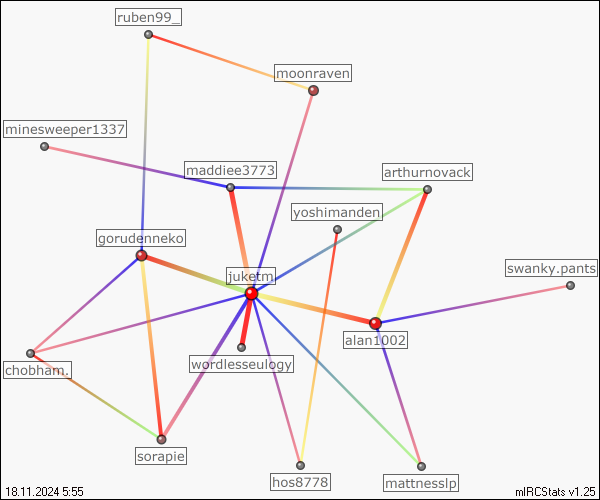 ruben99_
moonraven
minesweeper1337
maddiee3773
arthurnovack
yoshimanden
gorudenneko
swanky.pants
juketm
alan1002
wordlesseulogy
chobham.
sorapie
hos8778
mattnesslp
18.11.2024 5:55
mIRCStats v1.25